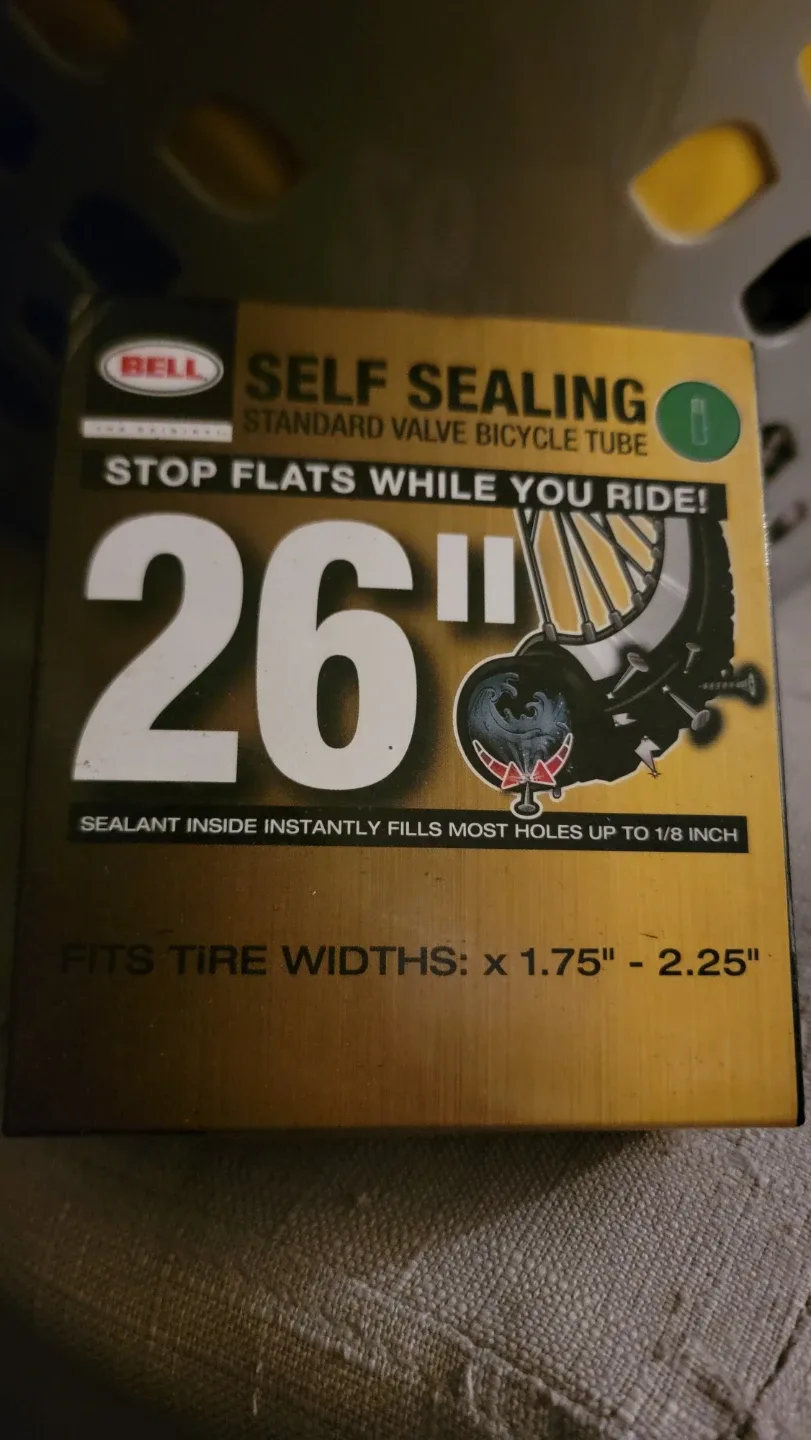 BELL
SELF SEALING
STANDARD VALVE BICYCLE TUBE
STOP FLATS WHILE YOU RIDE!
26"
SEALANT INSIDE INSTANTLY FILLS MOST HOLES UP TO 1/8 INCH
FITS TIRE WIDTHS: x 1.75" - 2.25"